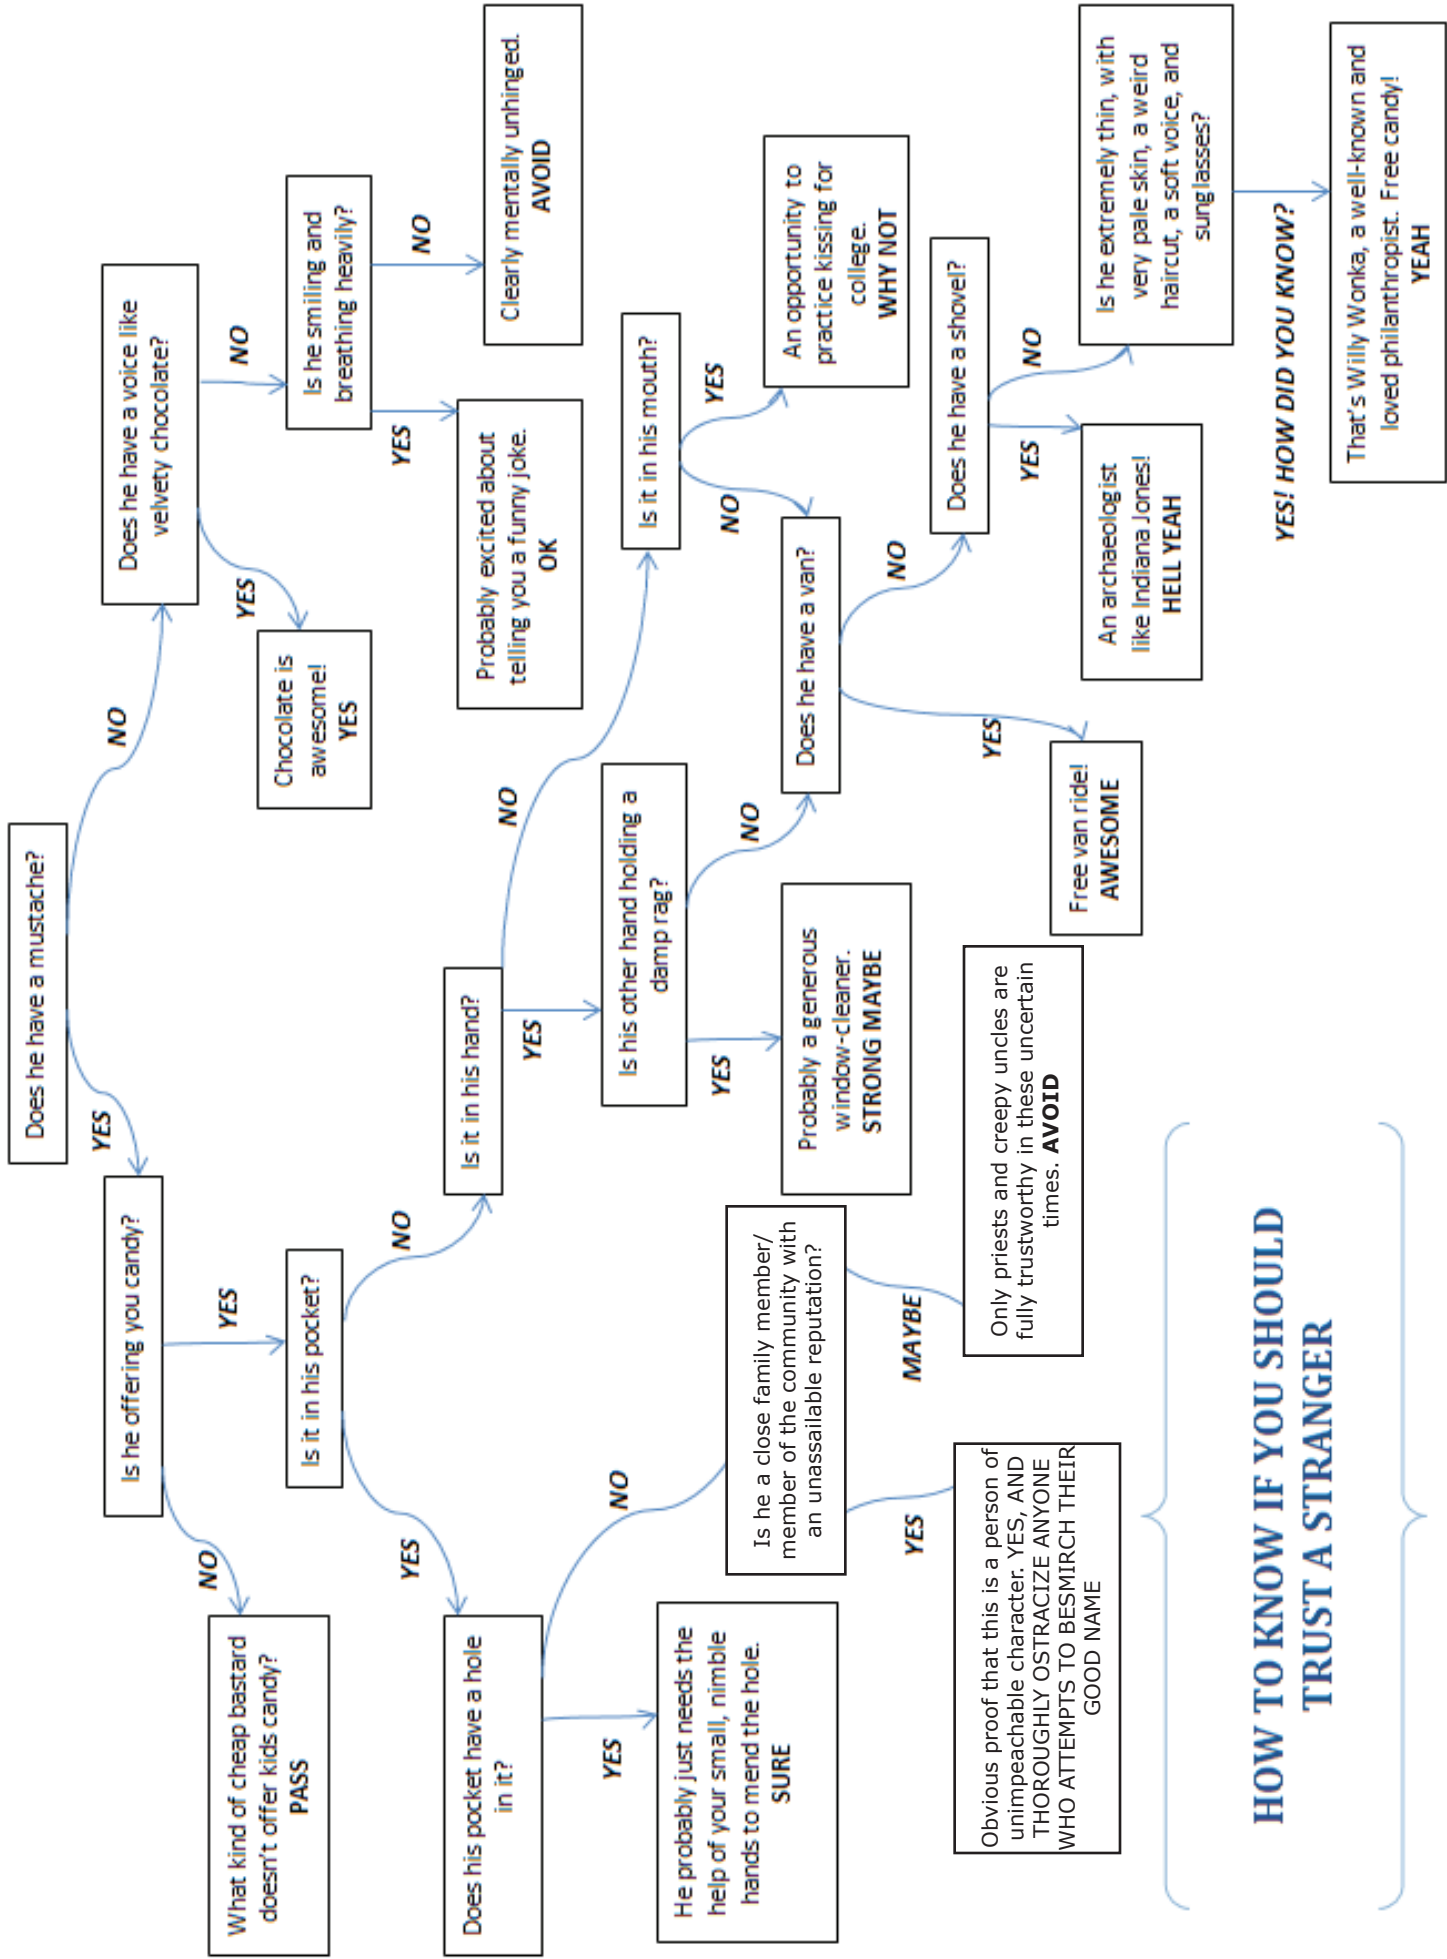 Does he have a mustache?
YES
NO
Is he offering you candy?
Does he have a voice like
velvety chocolate?
NO
YES
YES
NO
What kind of cheap bastard
doesn't offer kids candy?
PASS
Is it in his pocket?
Chocolate is
awesome!
YES
Is he smiling and
breathing heavily?
YES
NO
YES
NO
Does his pocket have a hole
in it?
Is it in his hand?
Probably excited about
telling you a funny joke.
OK
Clearly mentally unhinged.
AVOID
YES
NO
YES
NO
He probably just needs the
help of your small, nimble
hands to mend the hole.
SURE
Is he a close family member/
member of the community with
an unassailable reputation?
Is his other hand holding a
damp rag?
Is it in his mouth?
YES
MAYBE
YES
NO
NO
YES
Obvious proof that this is a person of
unimpeachable character. YES, AND
THOROUGHLY OSTRACIZE ANYONE
WHO ATTEMPTS TO BESMIRCH THEIR
GOOD NAME
Only priests and creepy uncles are
fully trustworthy in these uncertain
times. AVOID
Probably a generous
window-cleaner.
STRONG MAYBE
Does he have a van?
An opportunity to
practice kissing for
college.
WHY NOT
YES
NO
Free van ride!
AWESOME
Does he have a shovel?
YES
NO
An archaeologist
like Indiana Jones!
HELL YEAH
Is he extremely thin, with
very pale skin, a weird
haircut, a soft voice, and
sunglasses?
YES! HOW DID YOU KNOW?
That's Willy Wonka, a well-known and
loved philanthropist. Free candy!
YEAH
HOW TO KNOW IF YOU SHOULD
TRUST A STRANGER